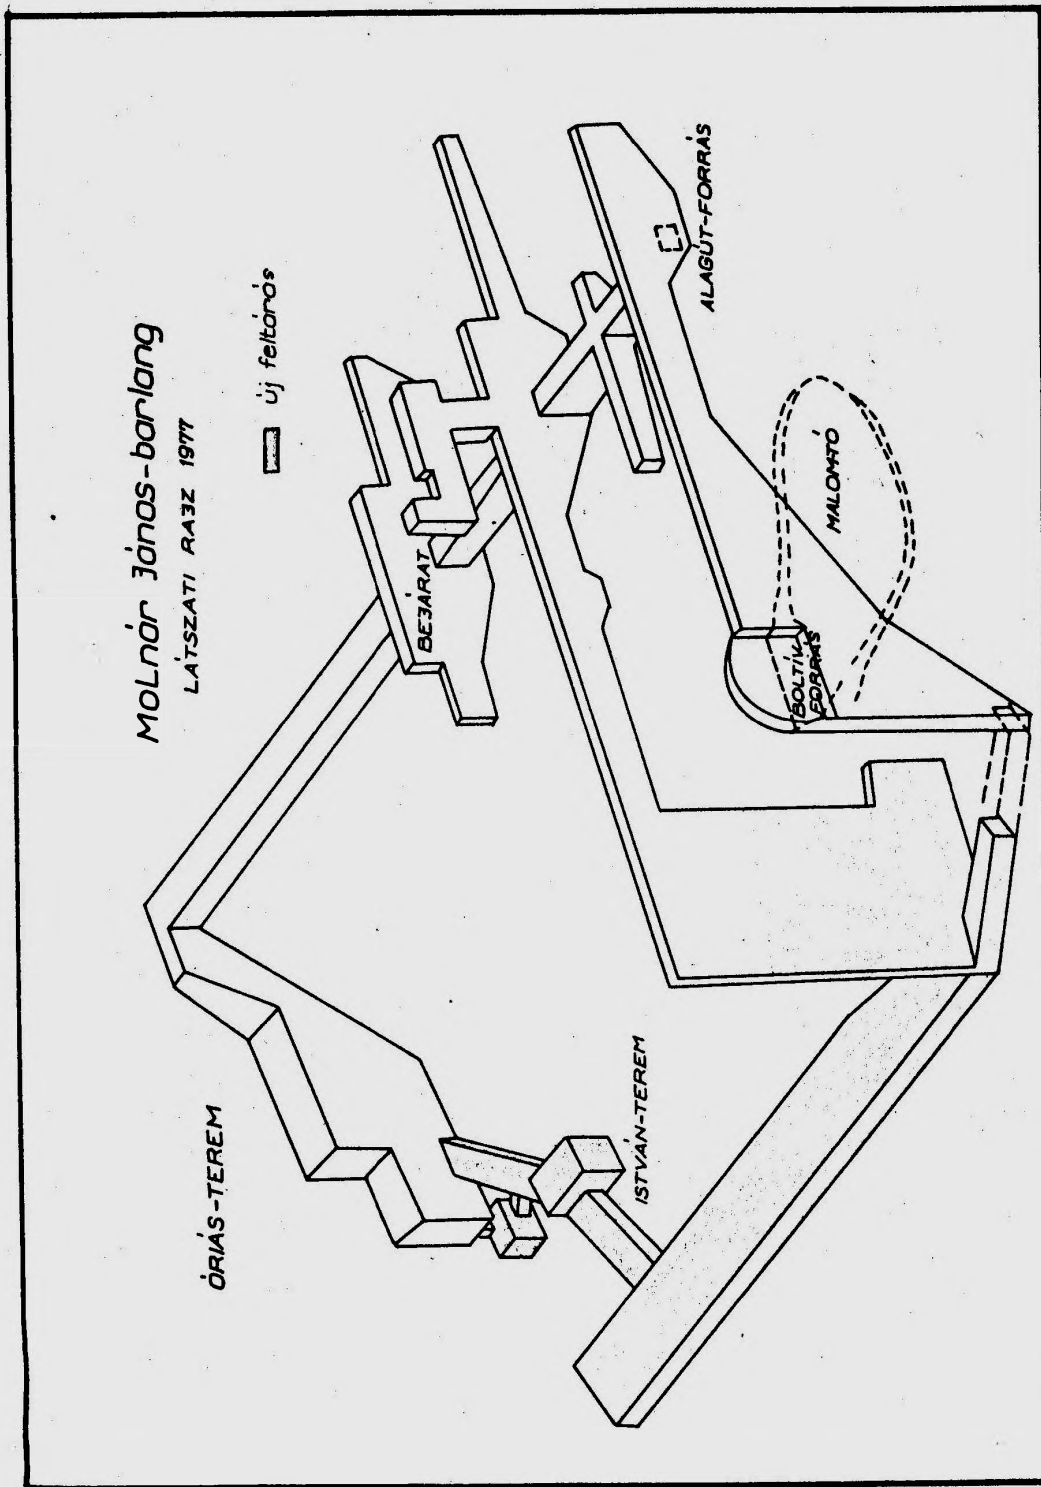 MOLNÁR JÁNOS-barlang
LÁTSZATI RAJZ 1977
új feltárás
ÓRIÁS-TEREM
BEJÁRAT
ISTVÁN-TEREM
ALAGÚT-FORRÁS
MALOMTÓ
BOLTÍV
FORRÁS